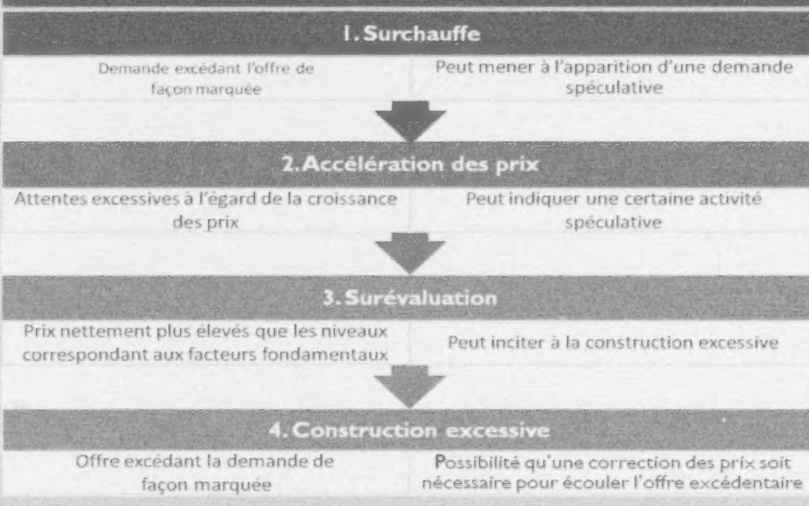 1. Surchauffe
Demande excédant l'offre de
façon marquée
Peut mener à l'apparition d'une demande
spéculative
2. Accélération des prix
Attentes excessives à l'égard de la croissance
des prix
Peut indiquer une certaine activité
spéculative
3. Surévaluation
Prix nettement plus élevés que les niveaux
correspondant aux facteurs fondamentaux
Peut inciter à la construction excessive
4. Construction excessive
Offre excédant la demande de
façon marquée
Possibilité qu'une correction des prix soit
nécessaire pour écouler l'offre excédentaire